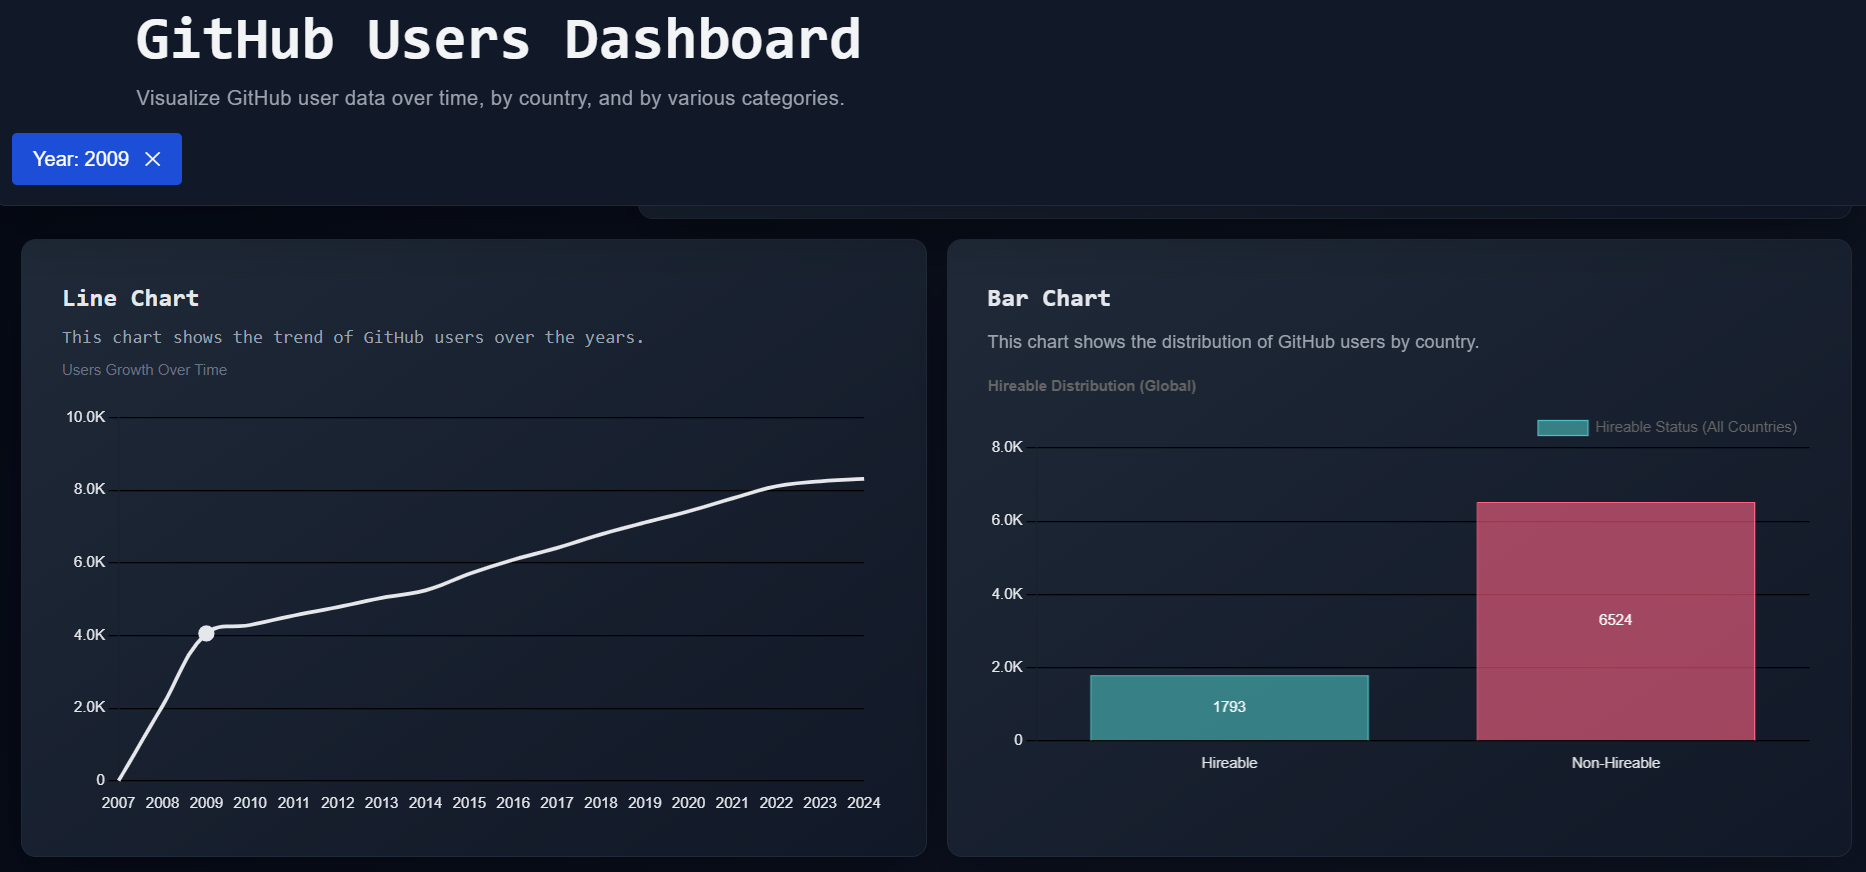 GitHub Users Dashboard
Visualize GitHub user data over time, by country, and by various categories.
Year: 2009
Line Chart
This chart shows the trend of GitHub users over the years.
Users Growth Over Time
10.0K
8.0K
6.0K
4.0K
2.0K
0
2007 2008 2009 2010 2011 2012 2013 2014 2015 2016 2017 2018 2019 2020 2021 2022 2023 2024
Bar Chart
This chart shows the distribution of GitHub users by country.
Hireable Distribution (Global)
Hireable Status (All Countries)
8.0K
6.0K
4.0K
2.0K
0
1793
6524
Hireable Non-Hireable